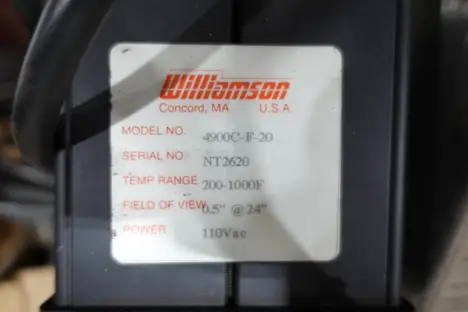 Williamson
Concord, MA U.S.A.
MODEL NO. 4900C-F-20
SERIAL NO NT2620
TEMP RANGE 200-1000F
FIELD OF VIEW 0.5" @ 24"
POWER 110Vac